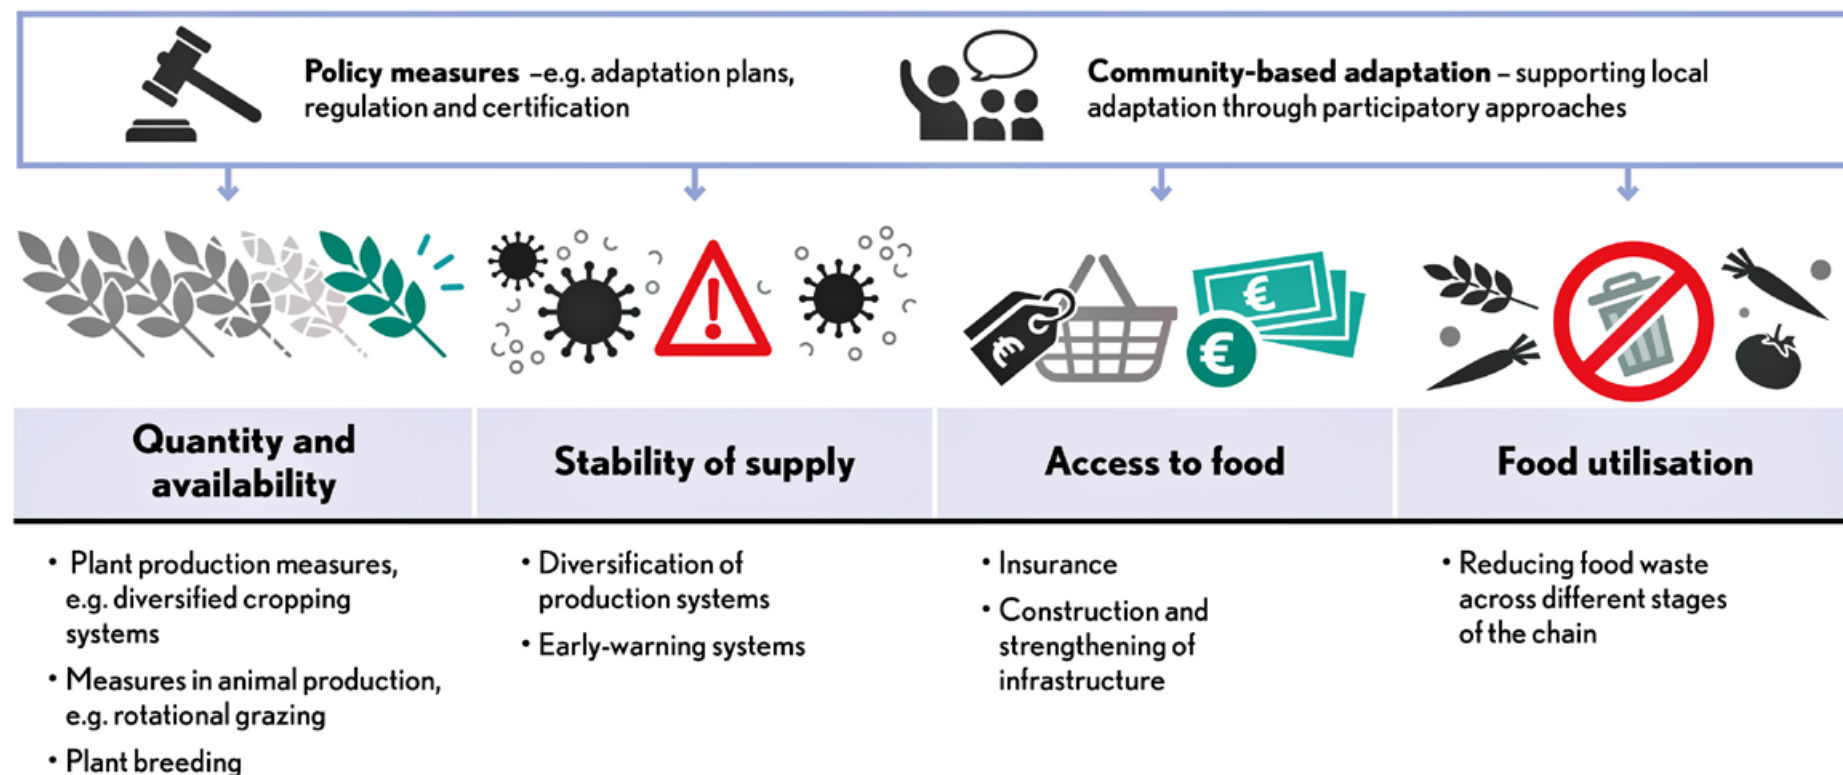 Policy measures –e.g. adaptation plans,
regulation and certification
Community-based adaptation – supporting local
adaptation through participatory approaches
€
€
€
Quantity and
availability
Stability of supply
Access to food
Food utilisation
• Plant production measures,
e.g. diversified cropping
systems
• Measures in animal production,
e.g. rotational grazing
• Plant breeding
• Diversification of
production systems
• Early-warning systems
• Insurance
• Construction and
strengthening of
infrastructure
• Reducing food waste
across different stages
of the chain